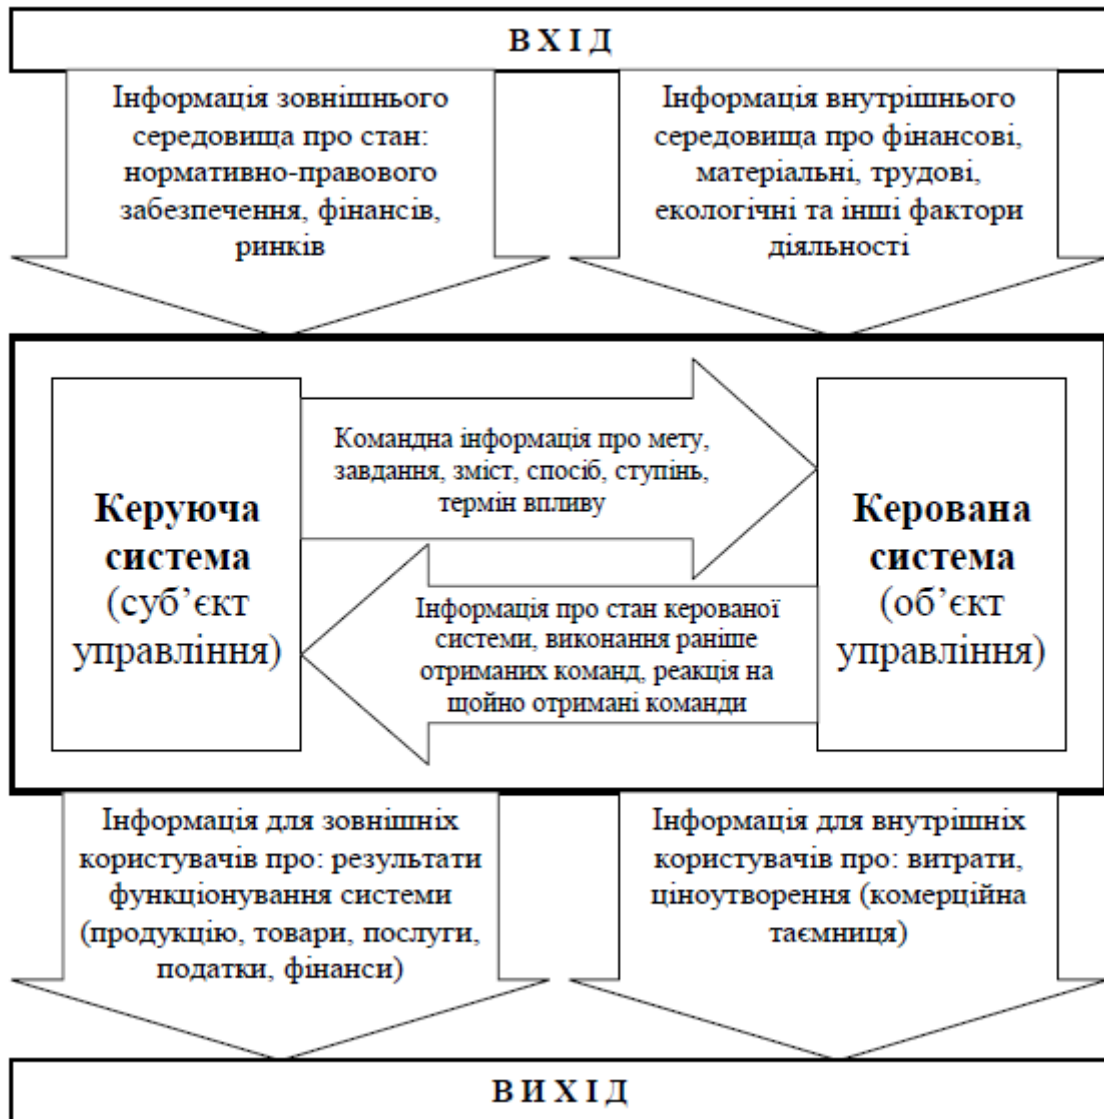 В Х І Д
Інформація зовнішнього
середовища про стан:
нормативно-правового
забезпечення, фінансів,
ринків
Інформація внутрішнього
середовища про фінансові,
матеріальні, трудові,
екологічні та інші фактори
діяльності
Керуюча
система
(суб’єкт
управління)
Командна інформація про мету,
завдання, зміст, спосіб, ступінь,
термін впливу
Інформація про стан керованої
системи, виконання раніше
отриманих команд, реакція на
щойно отримані команди
Керована
система
(об’єкт
управління)
Інформація для зовнішніх
користувачів про: результати
функціонування системи
(продукцію, товари, послуги,
податки, фінанси)
Інформація для внутрішніх
користувачів про: витрати,
ціноутворення (комерційна
таємниця)
В И Х І Д